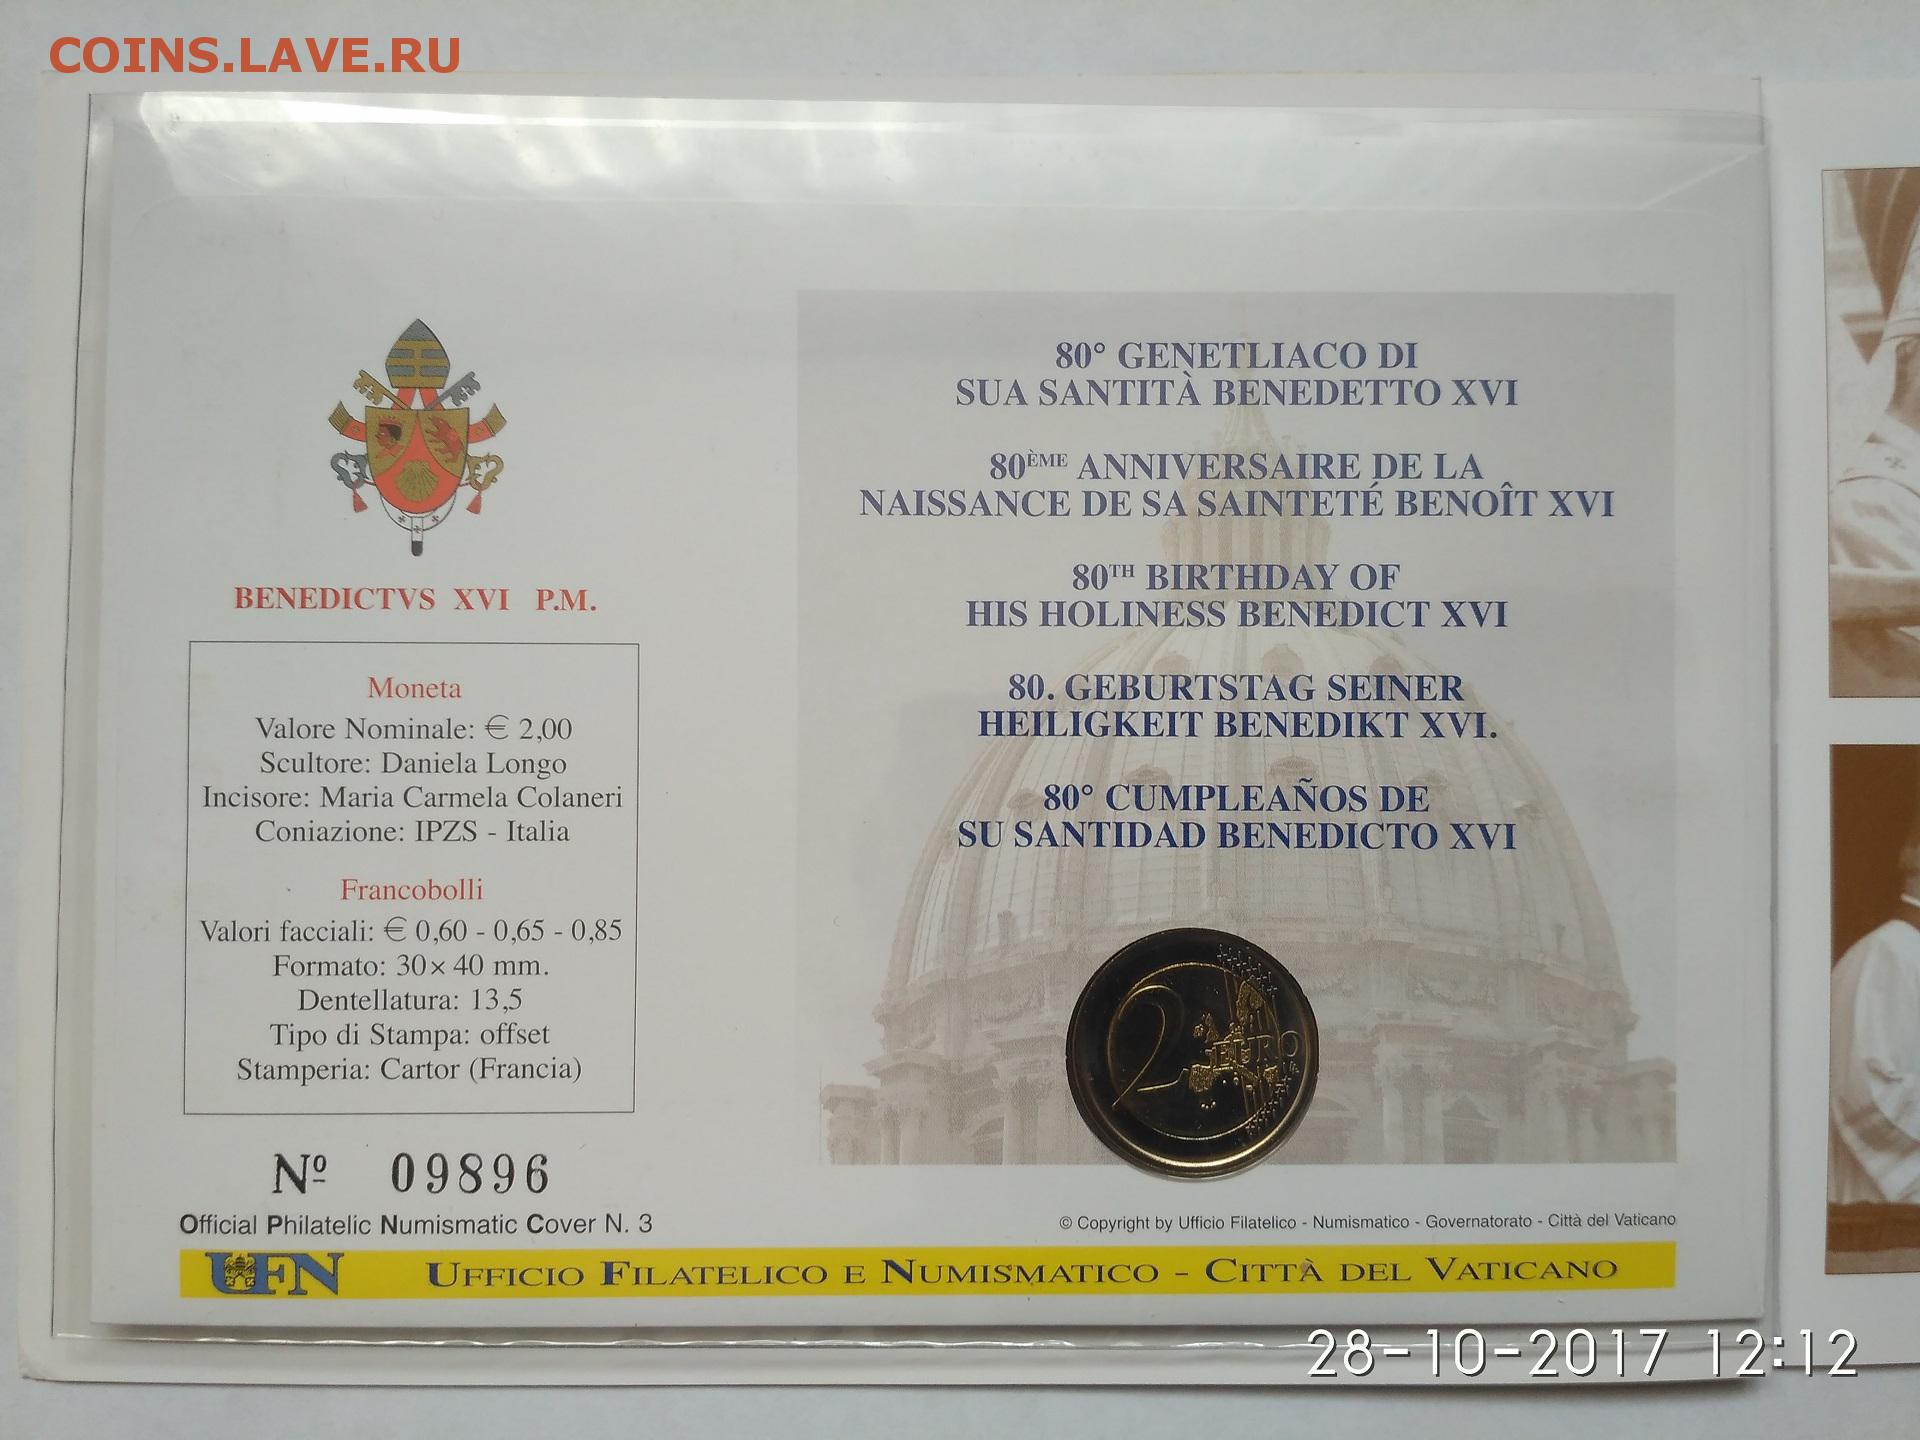 COINS.LAVE.RU
80° GENETLIACO DI
SUA SANTITÀ BENEDETTO XVI
80ÈME ANNIVERSAIRE DE LA
NAISSANCE DE SA SAINTETÉ BENOÎT XVI
80TH BIRTHDAY OF
HIS HOLINESS BENEDICT XVI
80. GEBURTSTAG SEINER
HEILIGKEIT BENEDIKT XVI.
80° CUMPLEAÑOS DE
SU SANTIDAD BENEDICTO XVI
BENEDICTVS XVI P.M.
Moneta
Valore Nominale: € 2,00
Scultore: Daniela Longo
Incisore: Maria Carmela Colaneri
Coniazione: IPZS - Italia
Francobolli
Valori facciali: € 0,60 - 0,65 - 0,85
Formato: 30× 40 mm.
Dentellatura: 13,5
Tipo di Stampa: offset
Stamperia: Cartor (Francia)
2 EURO
Nº 09896
Official Philatelic Numismatic Cover N. 3
© Copyright by Ufficio Filatelico - Numismatico - Governatorato - Città del Vaticano
UFN UFFICIO FILATELICO E NUMISMATICO - CITTÀ DEL VATICANO
28-10-2017 12:12